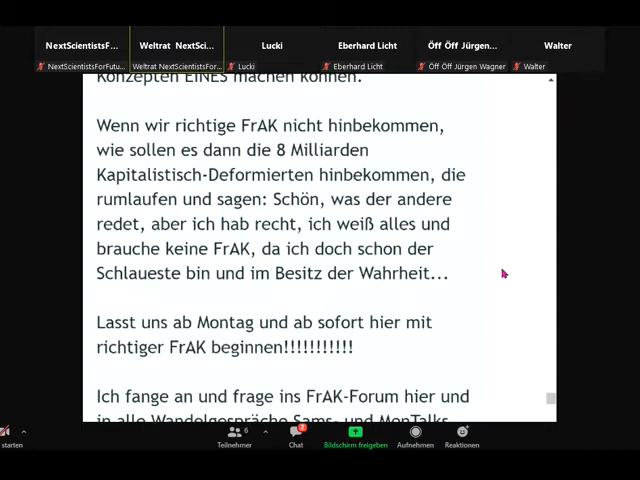 NextScientistsF... Weltrat NextSci... Lucki Eberhard Licht Öff Öff Jürgen... Walter
NextScientistsForFutu... Weltrat NextScientistsFor... Lucki Eberhard Licht Öff Öff Jürgen Wagner Walter
Konzepten EINES machen können.
Wenn wir richtige FrAK nicht hinbekommen,
wie sollen es dann die 8 Milliarden
Kapitalistisch-Deformierten hinbekommen, die
rumlaufen und sagen: Schön, was der andere
redet, aber ich hab recht, ich weiß alles und
brauche keine FrAK, da ich doch schon der
Schlaueste bin und im Besitz der Wahrheit...
Lasst uns ab Montag und ab sofort hier mit
richtiger FrAK beginnen!!!!!!!!!!!
Ich fange an und frage ins FrAK-Forum hier und
in alle Wandelgespräche Sams- und MonTalks
6 2
starten Teilnehmer Chat Bildschirm freigeben Aufnehmen Reaktionen